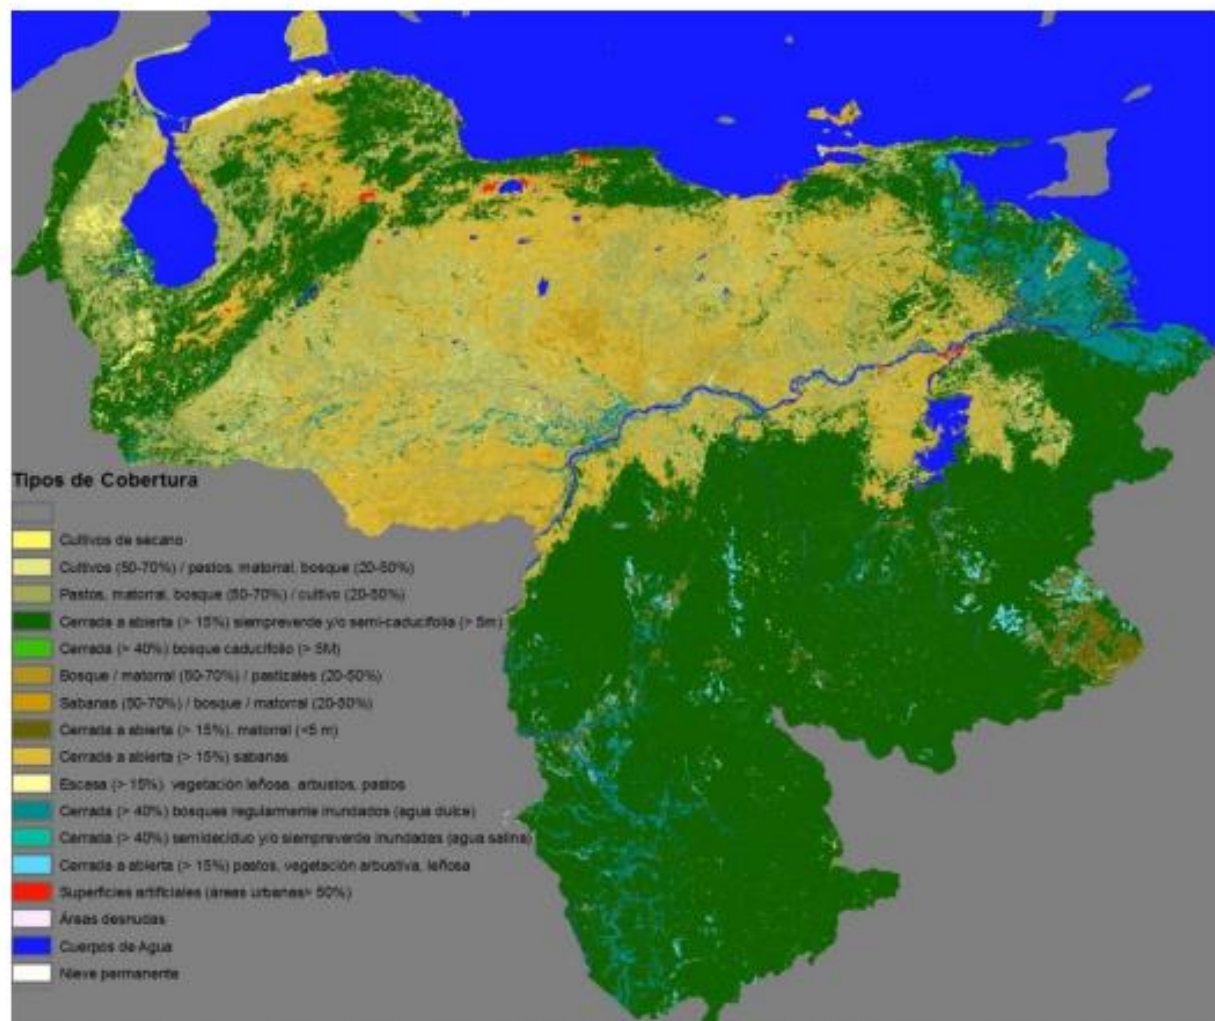 Tipos de Cobertura
Cultivos de secano
Cultivos (50-70%) / pastos, matorral, bosque (20-50%)
Pastos, matorral, bosque (50-70%) / cultivo (20-50%)
Cerrada a abierta (> 15%) siempreverde y/o semi-caducifolia (> 5m)
Cerrada (> 40%) bosque caducifolio (> 5M)
Bosque / matorral (50-70%) / pastizales (20-50%)
Sabanas (50-70%) / bosque / matorral (20-50%)
Cerrada a abierta (> 15%), matorral (<5 m)
Cerrada a abierta (> 15%) sabanas
Escasa (> 15%) vegetación leñosa, arbustos, pastos
Cerrada (> 40%) bosques regularmente inundados (agua dulce)
Cerrada (> 40%) semideciduo y/o siempreverde inundadas (agua salina)
Cerrada a abierta (> 15%) pastos, vegetación arbustiva, leñosa
Superficies artificiales (áreas urbanas> 50%)
Áreas desnudas
Cuerpos de Agua
Nieve permanente